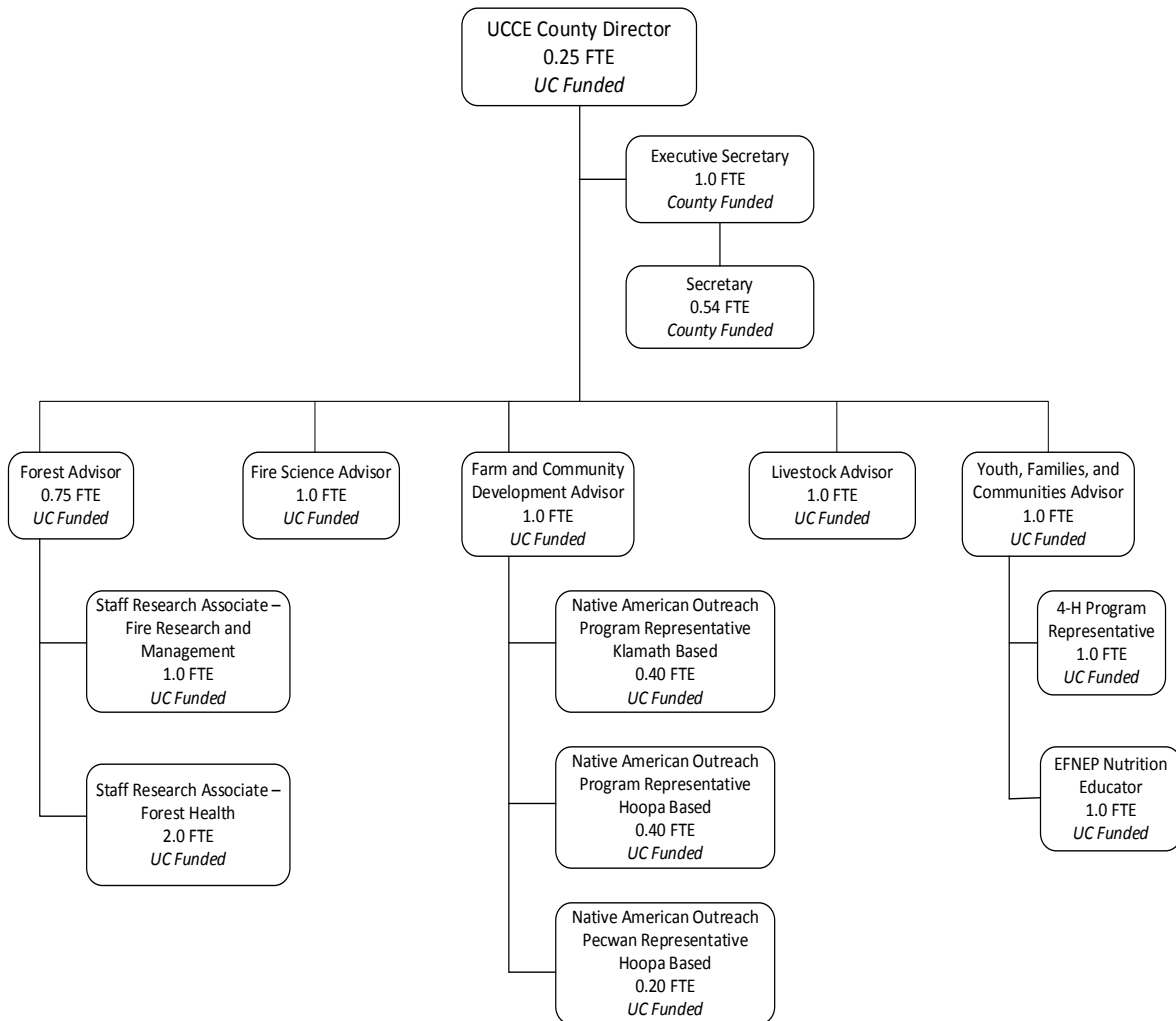 UCCE County Director
0.25 FTE
UC Funded
Executive Secretary
1.0 FTE
County Funded
Secretary
0.54 FTE
County Funded
Forest Advisor
0.75 FTE
UC Funded
Fire Science Advisor
1.0 FTE
UC Funded
Farm and Community
Development Advisor
1.0 FTE
UC Funded
Livestock Advisor
1.0 FTE
UC Funded
Youth, Families, and
Communities Advisor
1.0 FTE
UC Funded
Staff Research Associate –
Fire Research and
Management
1.0 FTE
UC Funded
Staff Research Associate –
Forest Health
2.0 FTE
UC Funded
Native American Outreach
Program Representative
Klamath Based
0.40 FTE
UC Funded
Native American Outreach
Program Representative
Hoopa Based
0.40 FTE
UC Funded
Native American Outreach
Pecwan Representative
Hoopa Based
0.20 FTE
UC Funded
4-H Program
Representative
1.0 FTE
UC Funded
EFNEP Nutrition
Educator
1.0 FTE
UC Funded